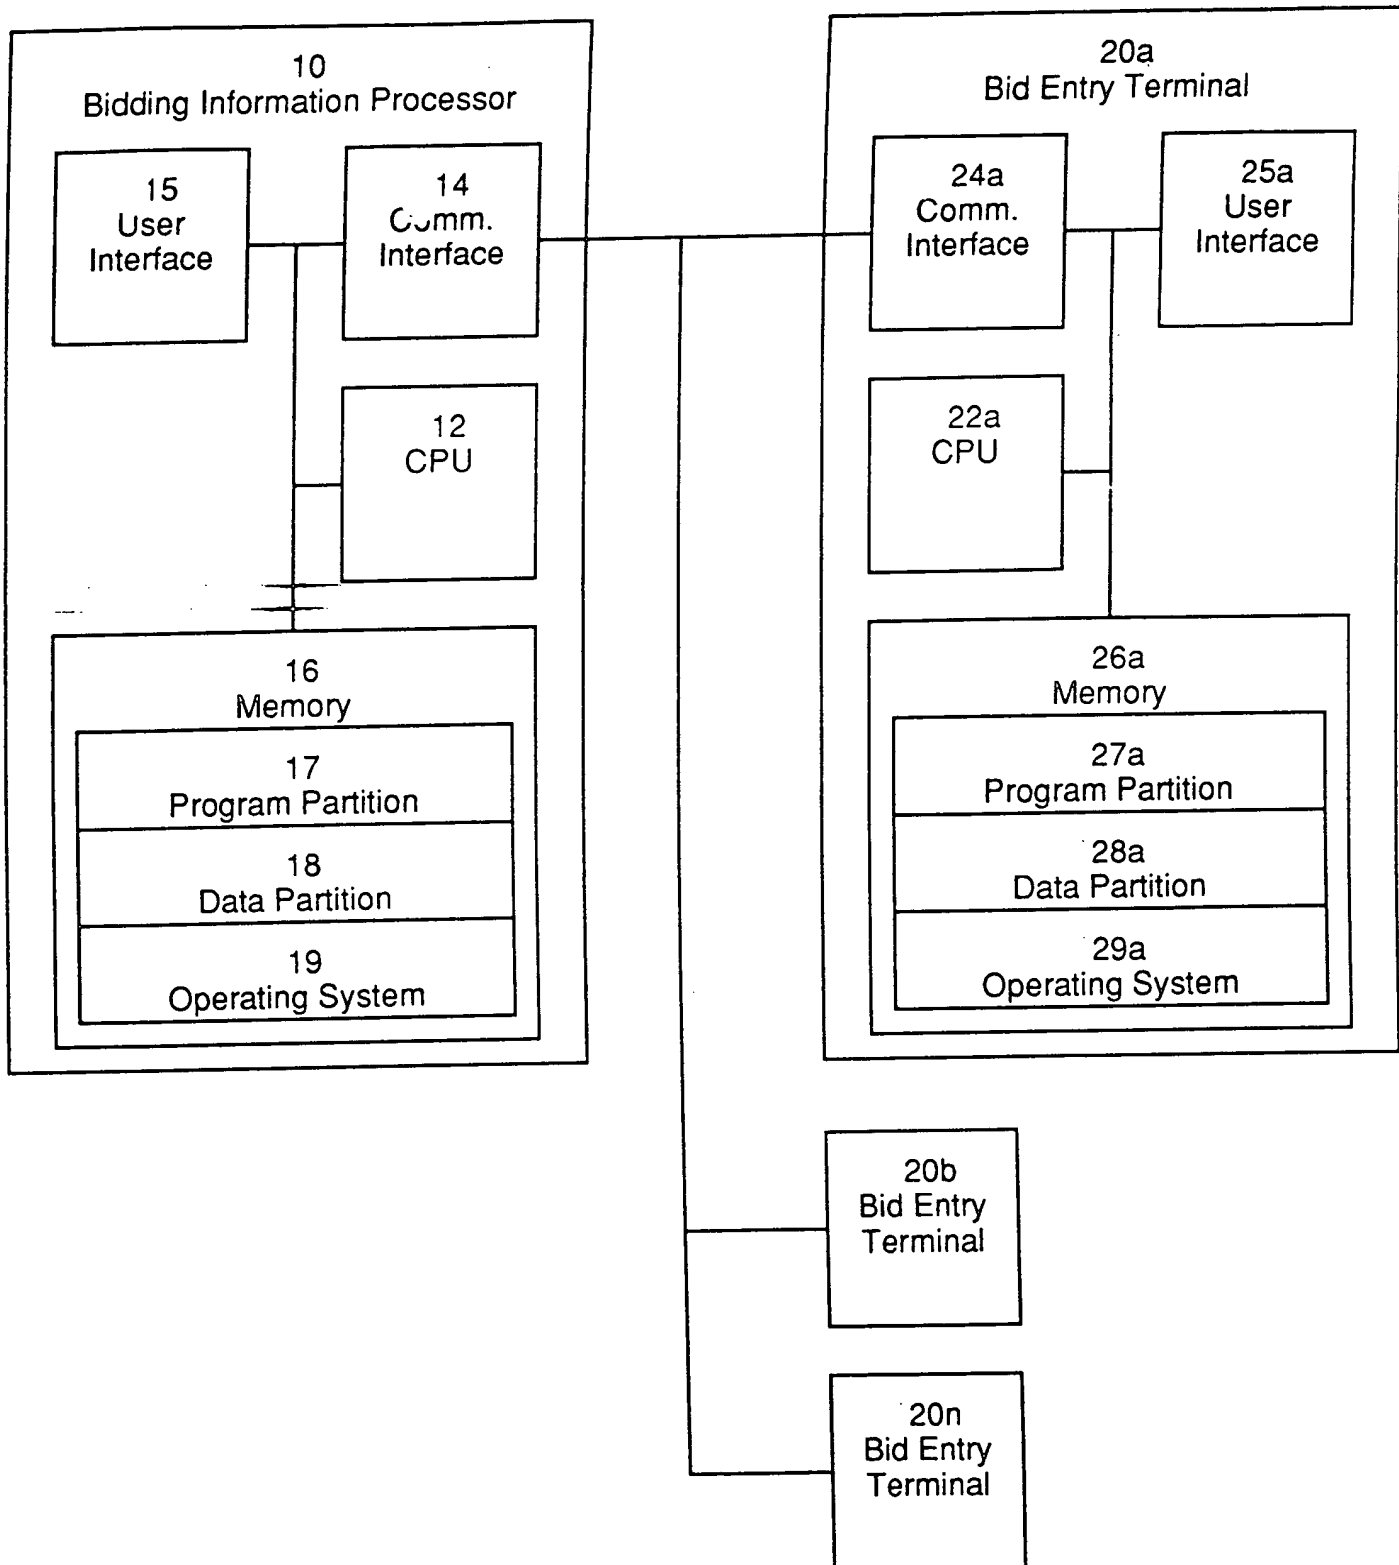 10
Bidding Information Processor
15
User
Interface
14
Comm.
Interface
12
CPU
16
Memory
17
Program Partition
18
Data Partition
19
Operating System
20a
Bid Entry Terminal
24a
Comm.
Interface
25a
User
Interface
22a
CPU
26a
Memory
27a
Program Partition
28a
Data Partition
29a
Operating System
20b
Bid Entry
Terminal
20n
Bid Entry
Terminal